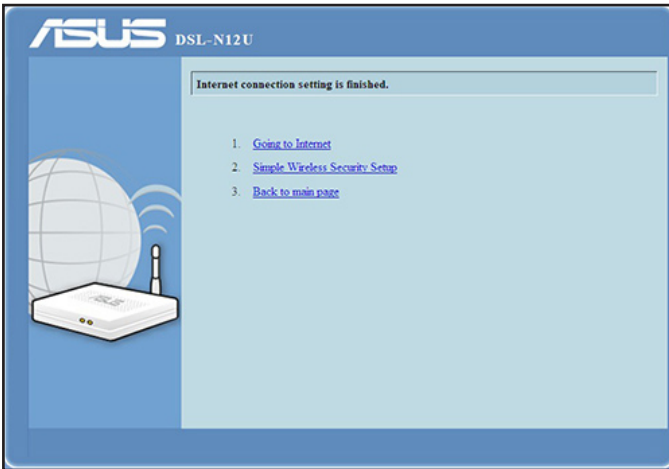 ASUS DSL-N12U
Internet connection setting is finished.
1. Going to Internet
2. Simple Wireless Security Setup
3. Back to main page
ASUS